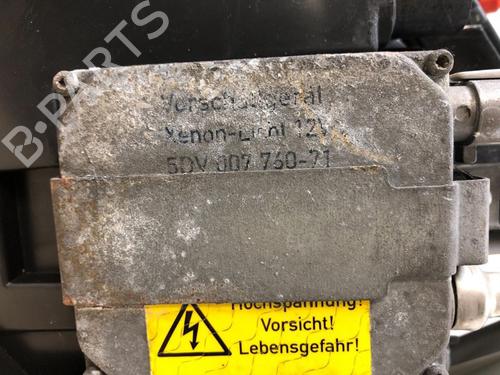 B-PARTS
Vorschaltgerät
Xenon-Licht 12V
5DV 007 760-71
Hochspannung!
Vorsicht!
Lebensgefahr!